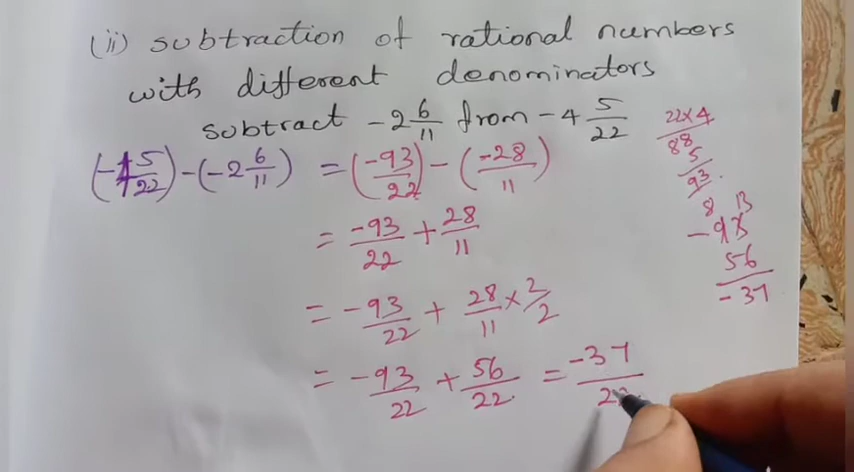 (ii) subtraction of rational numbers
with different denominators
subtract -2 6/11 from -4 5/22
(-4 5/22) - (-2 6/11) = (-93/22) - (-28/11)
= -93/22 + 28/11
= -93/22 + 28/11 × 2/2
= -93/22 + 56/22 = -37/22
22×4
88
5
93
8 13
-93
56
-37